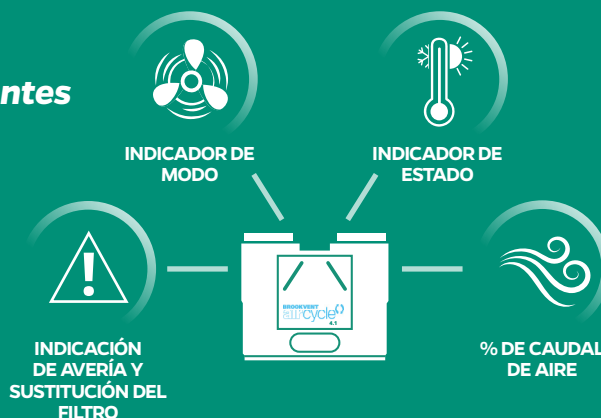 ntes
INDICADOR DE
MODO
INDICADOR DE
ESTADO
BROOKVENT
aircycle
4.1
INDICACIÓN
DE AVERÍA Y
SUSTITUCIÓN DEL
FILTRO
% DE CAUDAL
DE AIRE